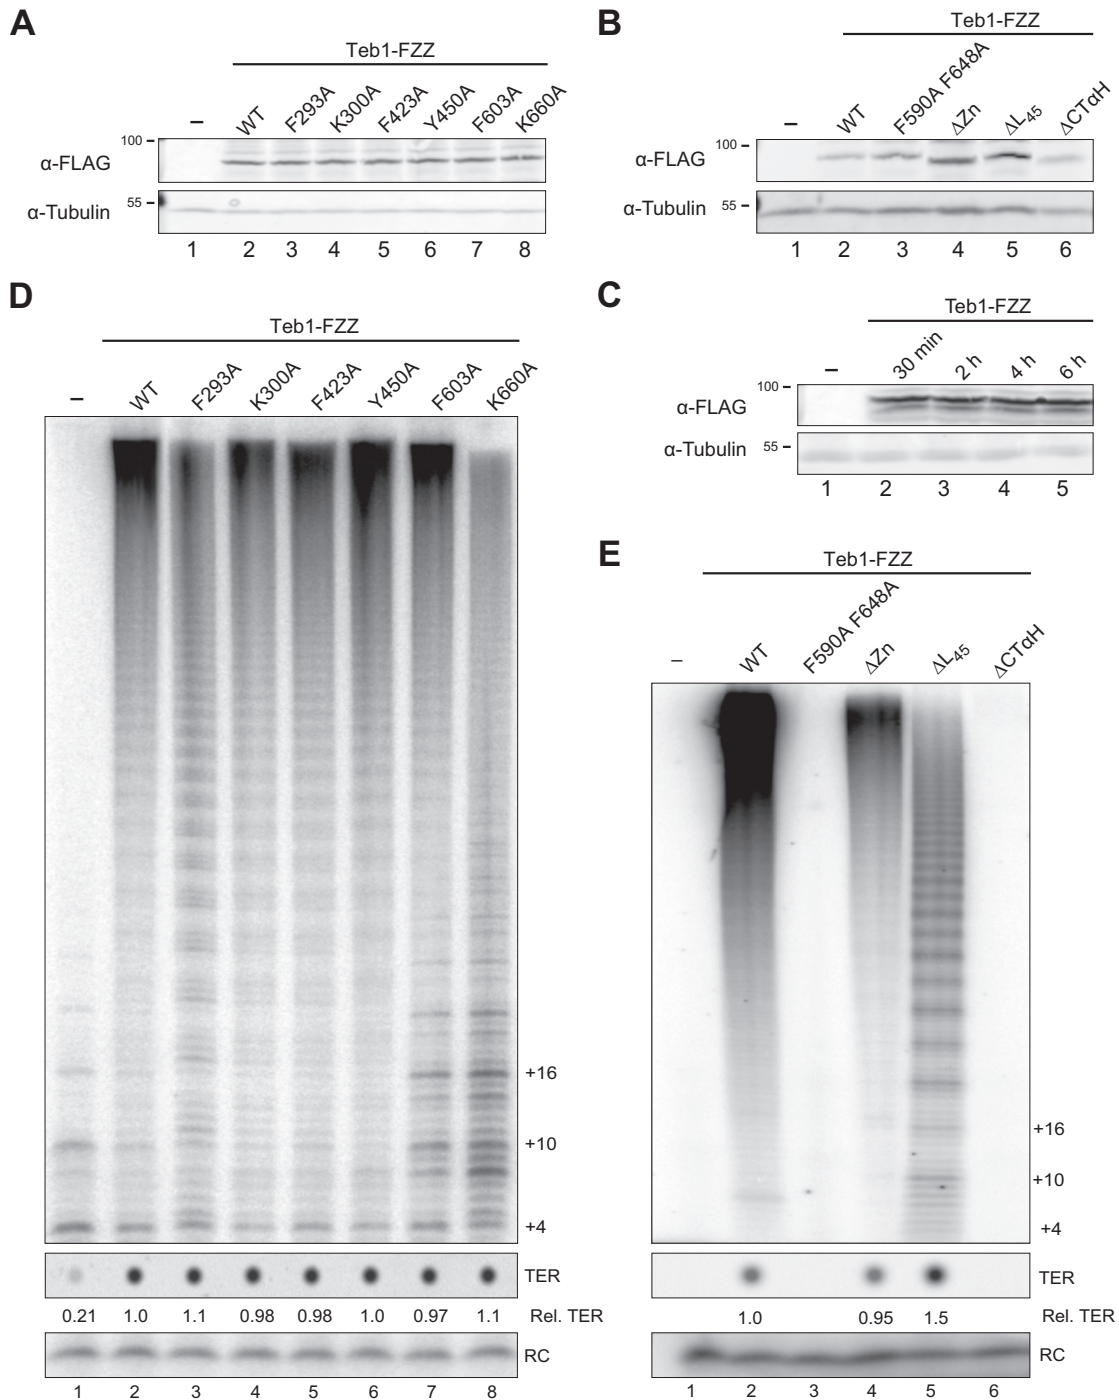 A
Teb1-FZZ
– WT F293A K300A F423A Y450A F603A K660A
100
α-FLAG
55
α-Tubulin
1 2 3 4 5 6 7 8
B
Teb1-FZZ
– WT F590A F648A ΔZn ΔL45 ΔCTαH
100
α-FLAG
55
α-Tubulin
1 2 3 4 5 6
C
Teb1-FZZ
– 30 min 2 h 4 h 6 h
100
α-FLAG
55
α-Tubulin
1 2 3 4 5
D
Teb1-FZZ
– WT F293A K300A F423A Y450A F603A K660A
+16
+10
+4
TER
0.21 1.0 1.1 0.98 0.98 1.0 0.97 1.1 Rel. TER
RC
1 2 3 4 5 6 7 8
E
Teb1-FZZ
– WT F590A F648A ΔZn ΔL45 ΔCTαH
+16
+10
+4
TER
1.0 0.95 1.5 Rel. TER
RC
1 2 3 4 5 6